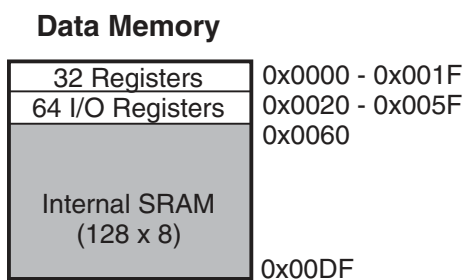 Data Memory
32 Registers 0x0000 - 0x001F
64 I/O Registers 0x0020 - 0x005F
0x0060
Internal SRAM
(128 x 8)
0x00DF